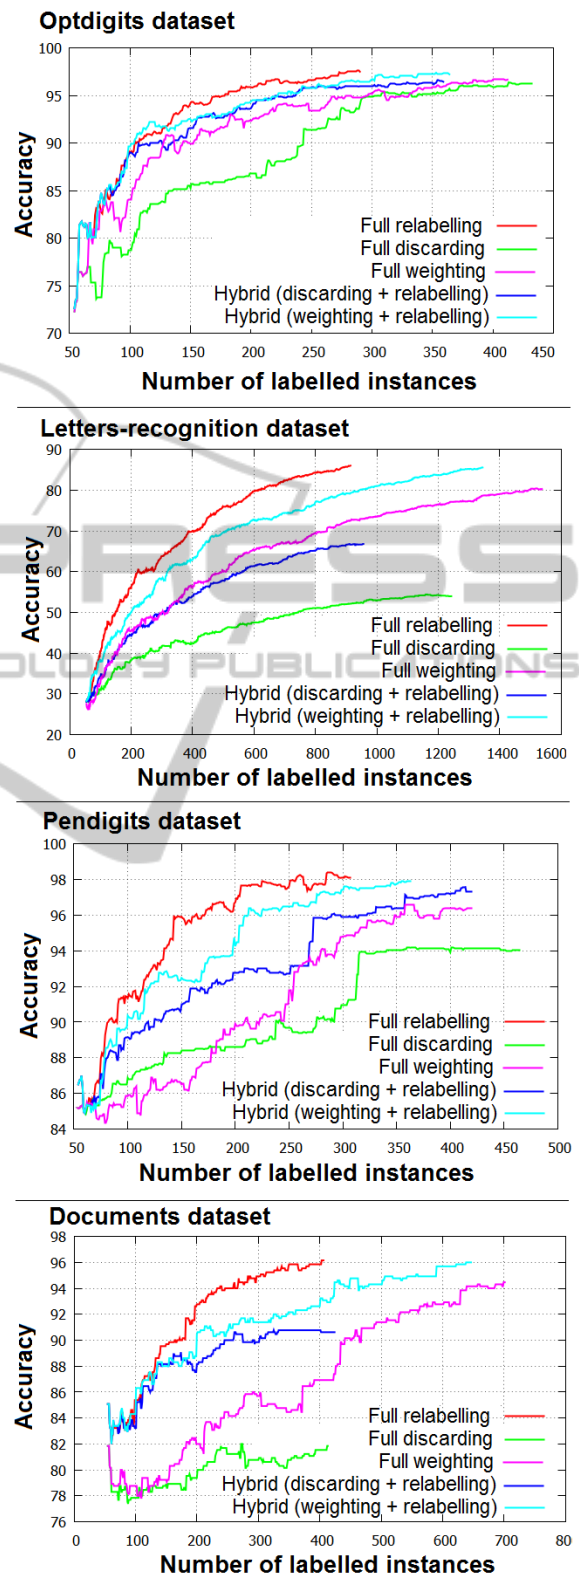 Optdigits dataset
100
95
90
85
80
75
70
Accuracy
Full relabelling
Full discarding
Full weighting
Hybrid (discarding + relabelling)
Hybrid (weighting + relabelling)
50 100 150 200 250 300 350 400 450
Number of labelled instances
Letters-recognition dataset
90
80
70
60
50
40
30
20
Accuracy
PRESS
OLOGY PUBLICATIONS
Full relabelling
Full discarding
Full weighting
Hybrid (discarding + relabelling)
Hybrid (weighting + relabelling)
0 200 400 600 800 1000 1200 1400 1600
Number of labelled instances
Pendigits dataset
100
98
96
94
92
90
88
86
84
Accuracy
Full relabelling
Full discarding
Full weighting
Hybrid (discarding + relabelling)
Hybrid (weighting + relabelling)
50 100 150 200 250 300 350 400 450 500
Number of labelled instances
Documents dataset
98
96
94
92
90
88
86
84
82
80
78
76
Accuracy
Full relabelling
Full discarding
Full weighting
Hybrid (discarding + relabelling)
Hybrid (weighting + relabelling)
0 100 200 300 400 500 600 700 80
Number of labelled instances